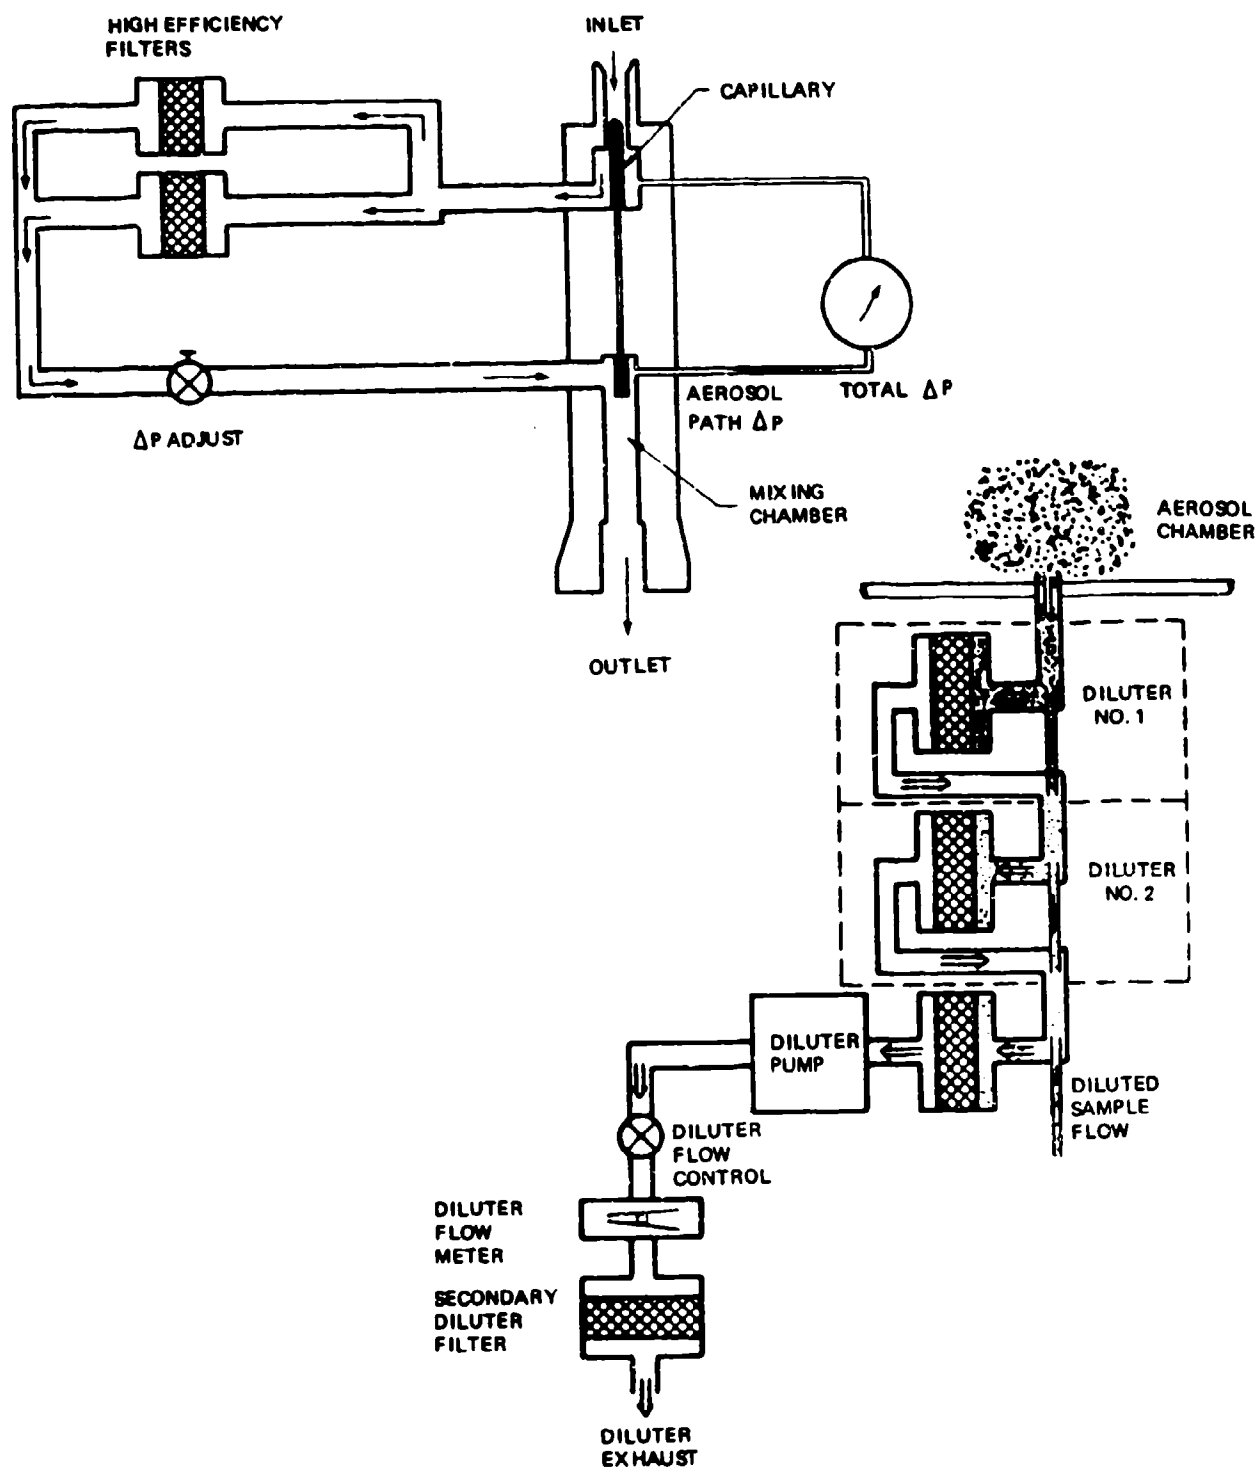 HIGH EFFICIENCY
FILTERS
INLET
CAPILLARY
AEROSOL
PATH ΔP
TOTAL ΔP
ΔP ADJUST
MIXING
CHAMBER
OUTLET
AEROSOL
CHAMBER
DILUTER
NO. 1
DILUTER
NO. 2
DILUTER
PUMP
DILUTED
SAMPLE
FLOW
DILUTER
FLOW
CONTROL
DILUTER
FLOW
METER
SECONDARY
DILUTER
FILTER
DILUTER
EXHAUST